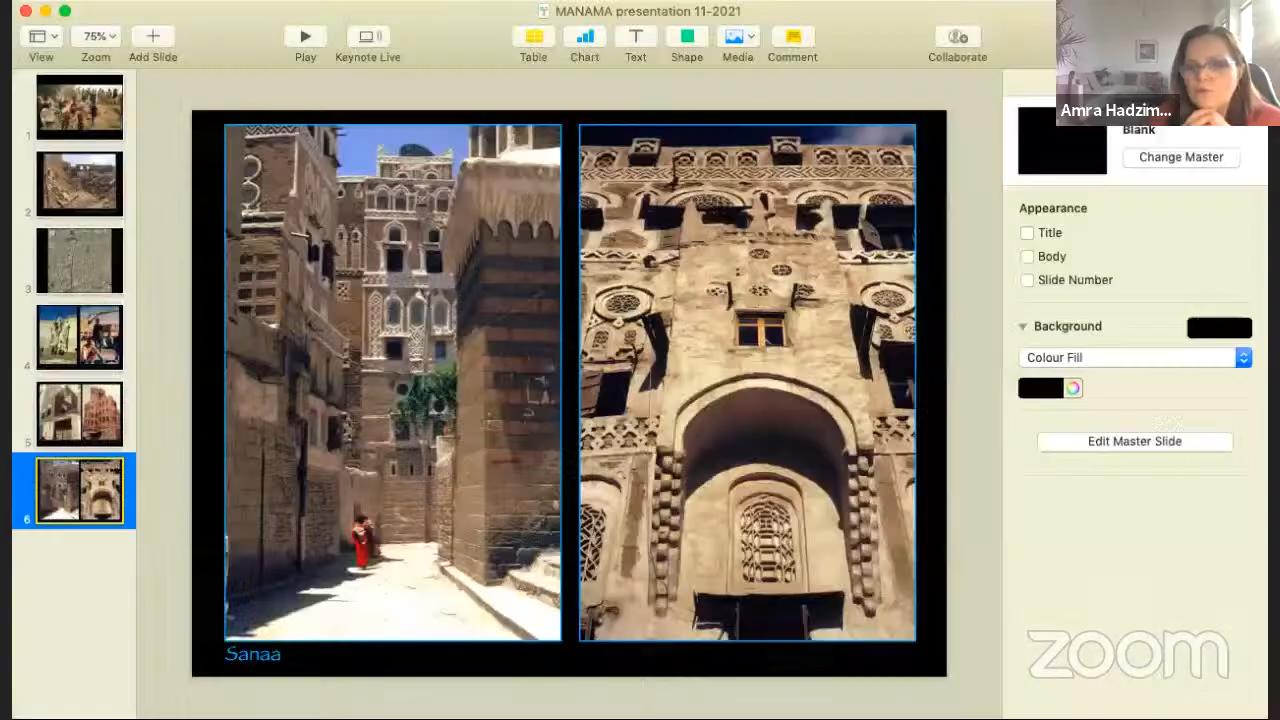 MANAMA presentation 11-2021
75%
View
Zoom
Add Slide
Play
Keynote Live
Table
Chart
Text
Shape
Media
Comment
Collaborate
Amra Hadzim...
Blank
Change Master
Appearance
Title
Body
Slide Number
Background
Colour Fill
Edit Master Slide
1
2
3
4
5
6
Sanaa
zoom